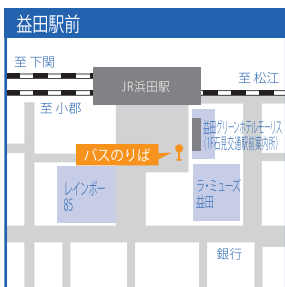 益田駅前
至 下関
JR浜田駅
至 松江
至 小郡
益田グリーンホテルモーリス
(1F石見交通駅前案内所)
バスのりば
レインボー
85
ラ・ミューズ
益田
銀行